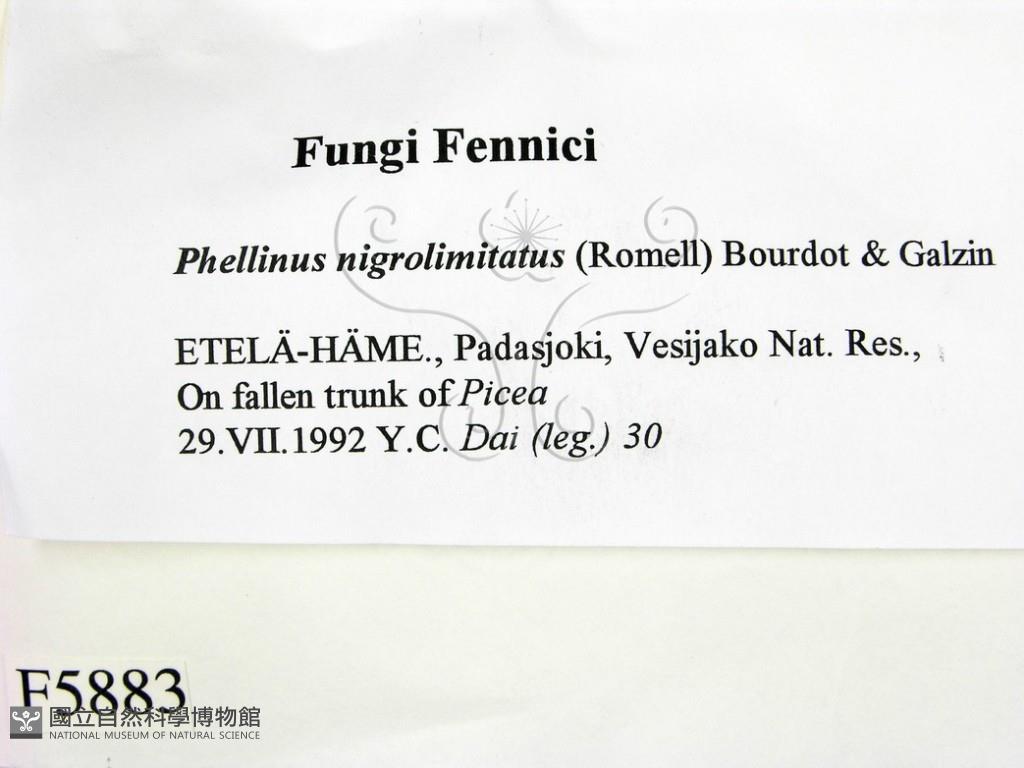 Fungi Fennici
Phellinus nigrolimitatus (Romell) Bourdot & Galzin
ETELÄ-HÄME., Padasjoki, Vesijako Nat. Res.,
On fallen trunk of Picea
29.VII.1992 Y.C. Dai (leg.) 30
F5883
國立自然科學博物館
NATIONAL MUSEUM OF NATURAL SCIENCE